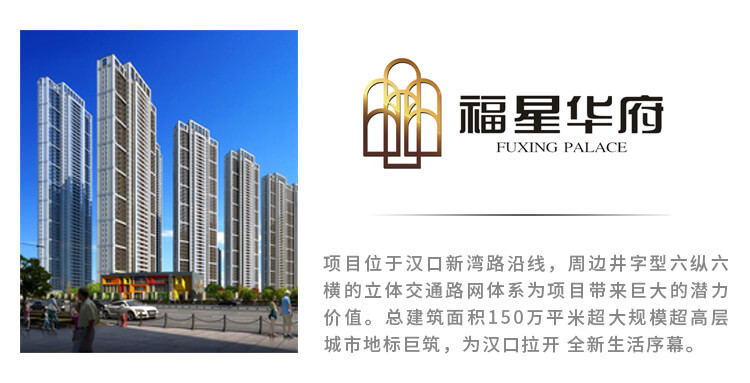 福星华府
FUXING PALACE
项目位于汉口新湾路沿线，周边井字型六纵六
横的立体交通路网体系为项目带来巨大的潜力
价值。总建筑面积150万平米超大规模超高层
城市地标巨筑，为汉口拉开 全新生活序幕。